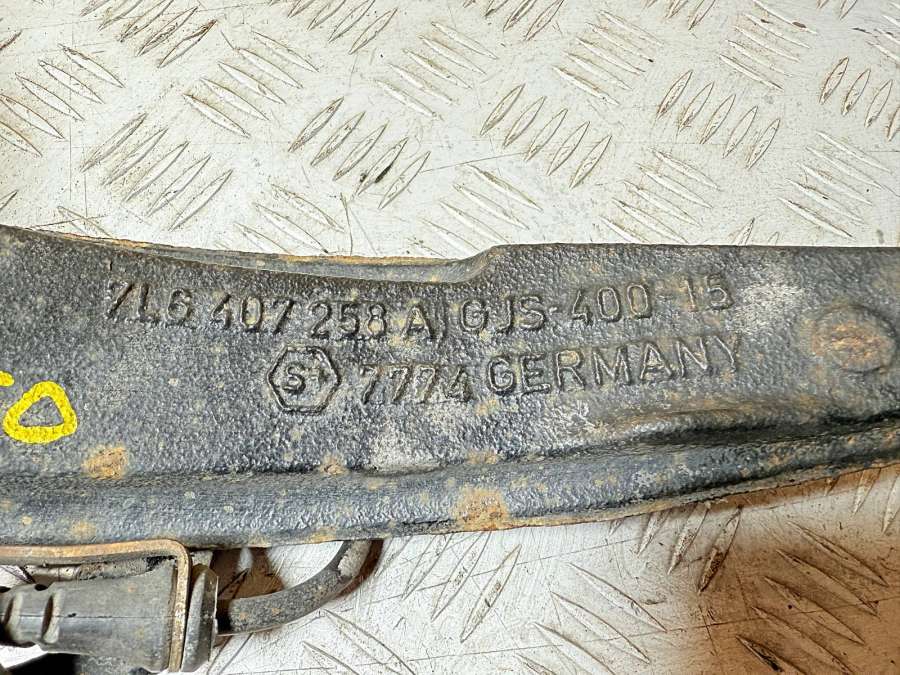 7L6 407 258 A GJS-400-15
S+ 7774 GERMANY